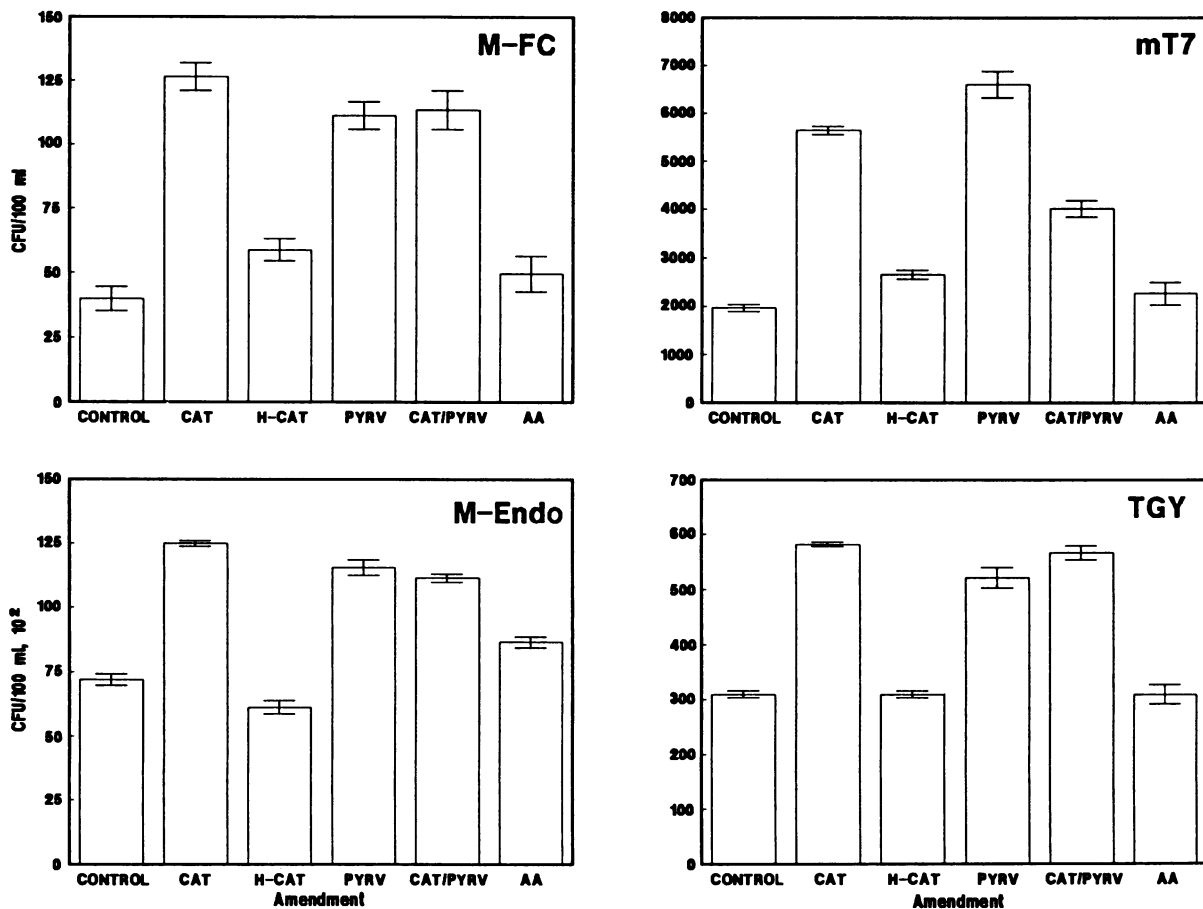 M-FC
CFU/100 ml
150
125
100
75
50
25
0
CONTROL CAT H-CAT PYRV CAT/PYRV AA
mT7
8000
7000
6000
5000
4000
3000
2000
1000
0
CONTROL CAT H-CAT PYRV CAT/PYRV AA
M-Endo
CFU/100 ml, 10²
150
125
100
75
50
25
0
CONTROL CAT H-CAT PYRV CAT/PYRV AA
Amendment
TGY
700
600
500
400
300
200
100
0
CONTROL CAT H-CAT PYRV CAT/PYRV AA
Amendment